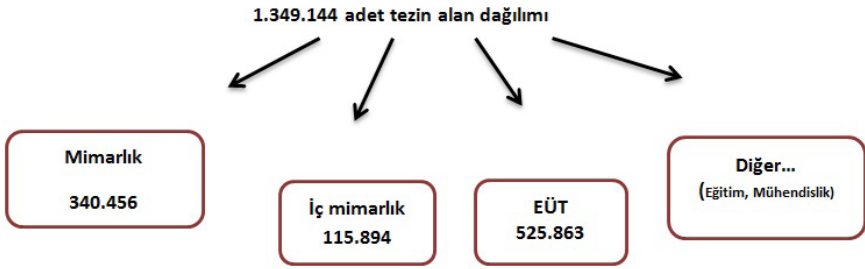 1.349.144 adet tezin alan dağılımı
Mimarlık
340.456
İç mimarlık
115.894
EÜT
525.863
Diğer...
(Eğitim, Mühendislik)